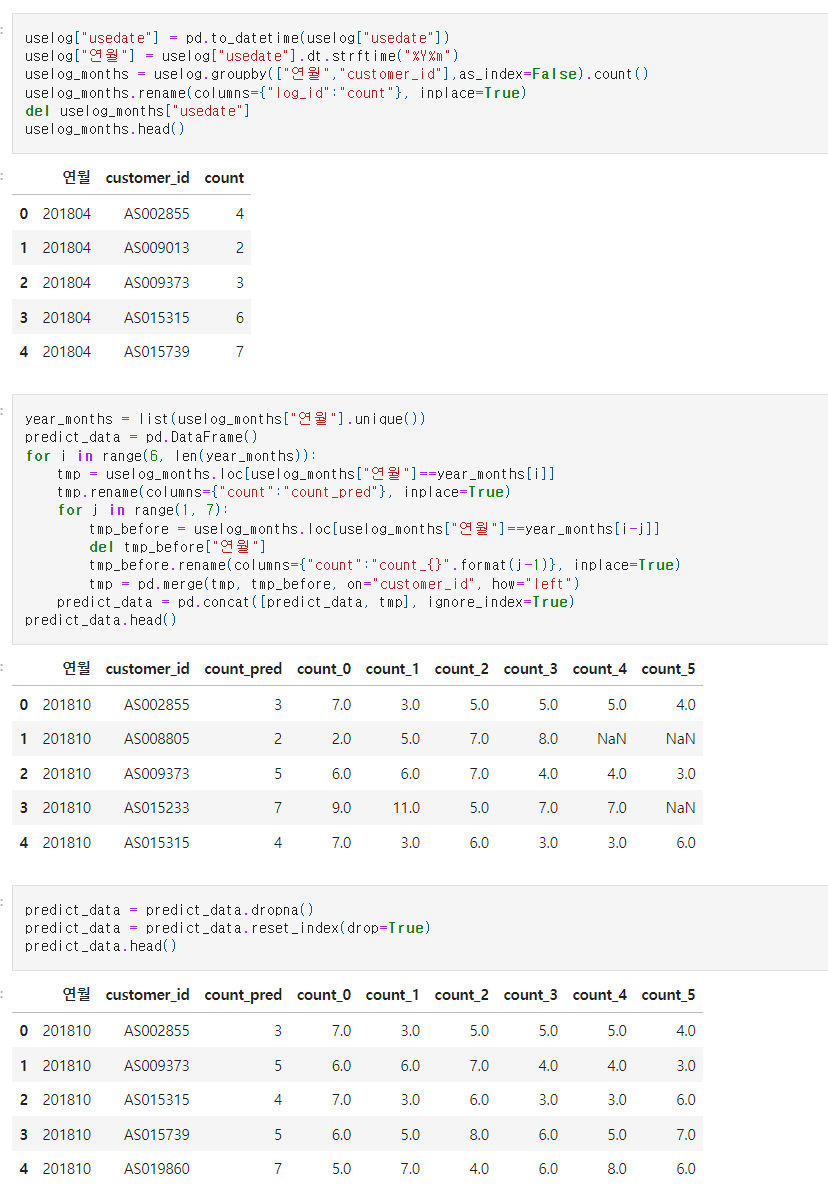 uselog["usedate"] = pd.to_datetime(uselog["usedate"])
uselog["연월"] = uselog["usedate"].dt.strftime("%Y%m")
uselog_months = uselog.groupby(["연월","customer_id"],as_index=False).count()
uselog_months.rename(columns={"log_id":"count"}, inplace=True)
del uselog_months["usedate"]
uselog_months.head()
연월 customer_id count
0 201804 AS002855 4
1 201804 AS009013 2
2 201804 AS009373 3
3 201804 AS015315 6
4 201804 AS015739 7
year_months = list(uselog_months["연월"].unique())
predict_data = pd.DataFrame()
for i in range(6, len(year_months)):
    tmp = uselog_months.loc[uselog_months["연월"]==year_months[i]]
    tmp.rename(columns={"count":"count_pred"}, inplace=True)
    for j in range(1, 7):
        tmp_before = uselog_months.loc[uselog_months["연월"]==year_months[i-j]]
        del tmp_before["연월"]
        tmp_before.rename(columns={"count":"count_{}".format(j-1)}, inplace=True)
        tmp = pd.merge(tmp, tmp_before, on="customer_id", how="left")
    predict_data = pd.concat([predict_data, tmp], ignore_index=True)
predict_data.head()
연월 customer_id count_pred count_0 count_1 count_2 count_3 count_4 count_5
0 201810 AS002855 3 7.0 3.0 5.0 5.0 5.0 4.0
1 201810 AS008805 2 2.0 5.0 7.0 8.0 NaN NaN
2 201810 AS009373 5 6.0 6.0 7.0 4.0 4.0 3.0
3 201810 AS015233 7 9.0 11.0 5.0 7.0 7.0 NaN
4 201810 AS015315 4 7.0 3.0 6.0 3.0 3.0 6.0
predict_data = predict_data.dropna()
predict_data = predict_data.reset_index(drop=True)
predict_data.head()
연월 customer_id count_pred count_0 count_1 count_2 count_3 count_4 count_5
0 201810 AS002855 3 7.0 3.0 5.0 5.0 5.0 4.0
1 201810 AS009373 5 6.0 6.0 7.0 4.0 4.0 3.0
2 201810 AS015315 4 7.0 3.0 6.0 3.0 3.0 6.0
3 201810 AS015739 5 6.0 5.0 8.0 6.0 5.0 7.0
4 201810 AS019860 7 5.0 7.0 4.0 6.0 8.0 6.0